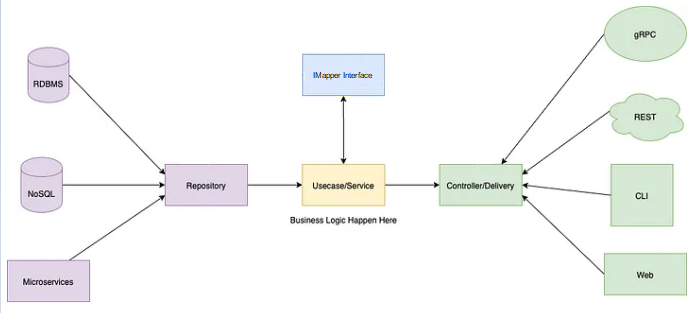 gRPC
RDBMS
IMapper Interface
REST
NoSQL
Repository
Usecase/Service
Controller/Delivery
CLI
Business Logic Happen Here
Microservices
Web